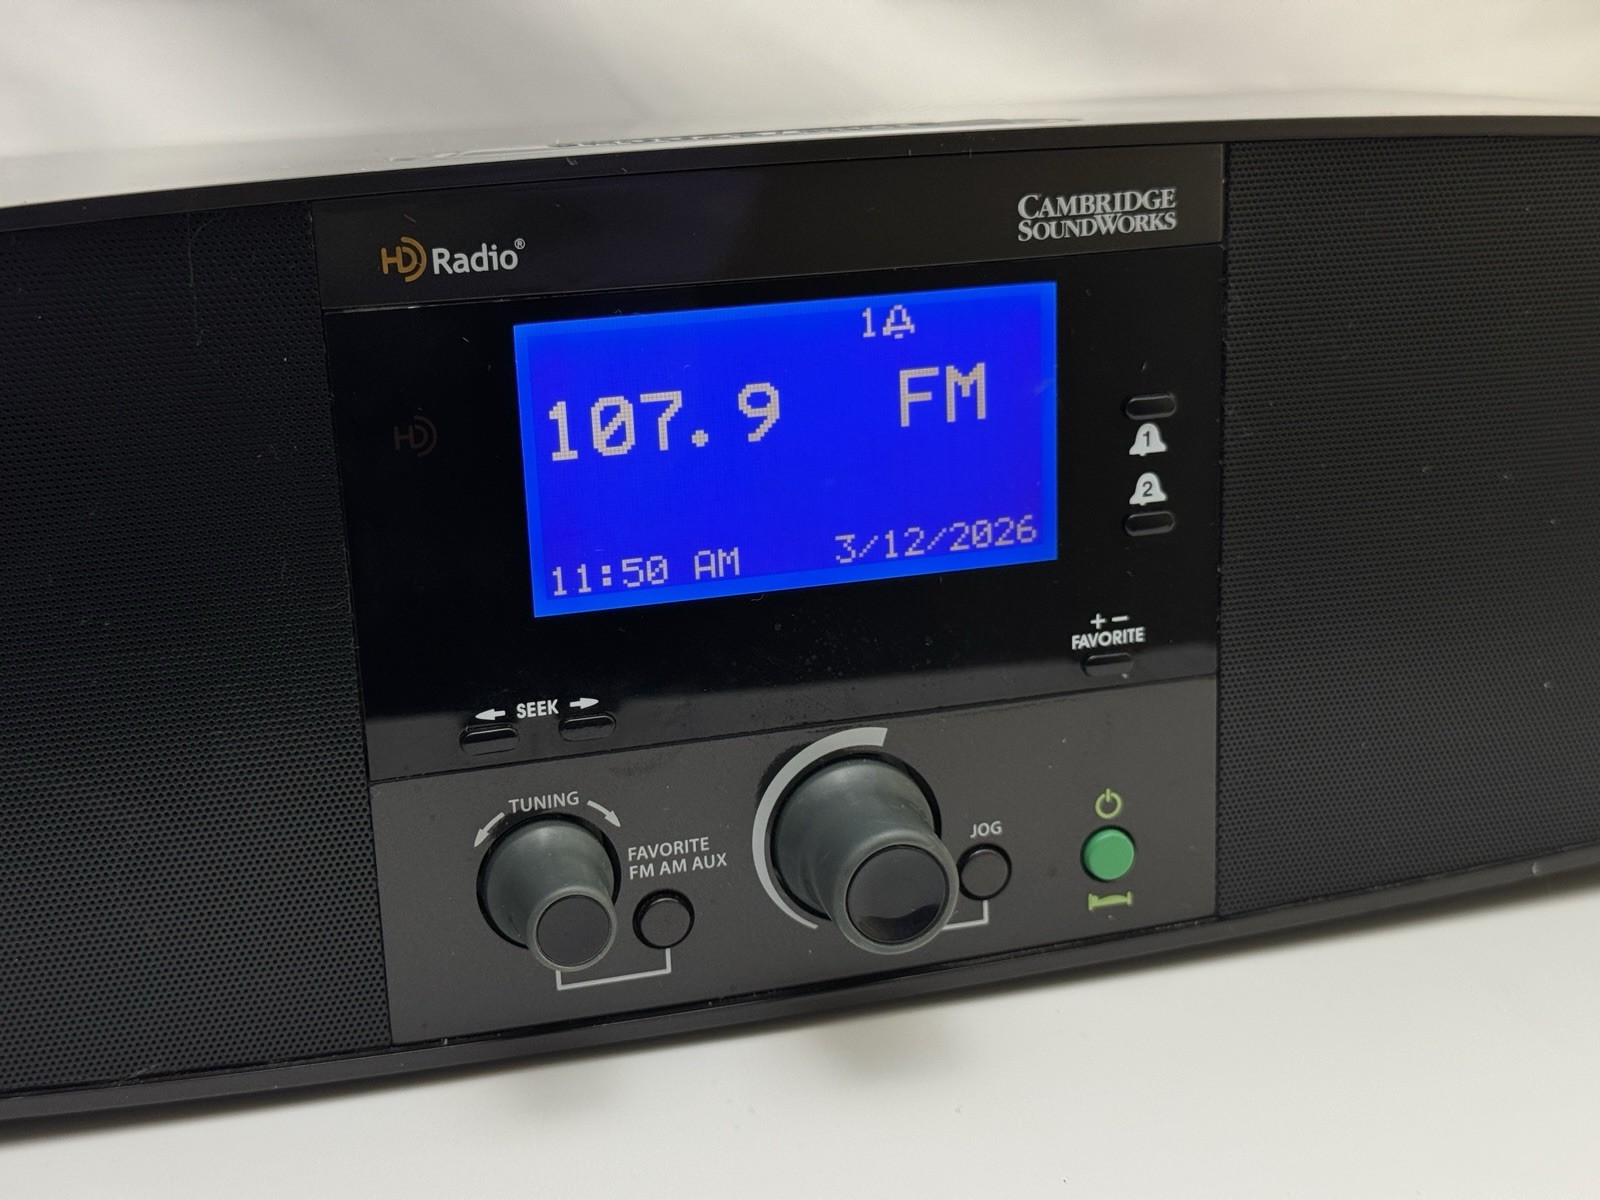 HD Radio®
CAMBRIDGE
SOUNDWORKS
HD
1
107.9 FM
11:50 AM 3/12/2026
1
2
+ −
FAVORITE
SEEK
TUNING
FAVORITE
FM AM AUX
JOG